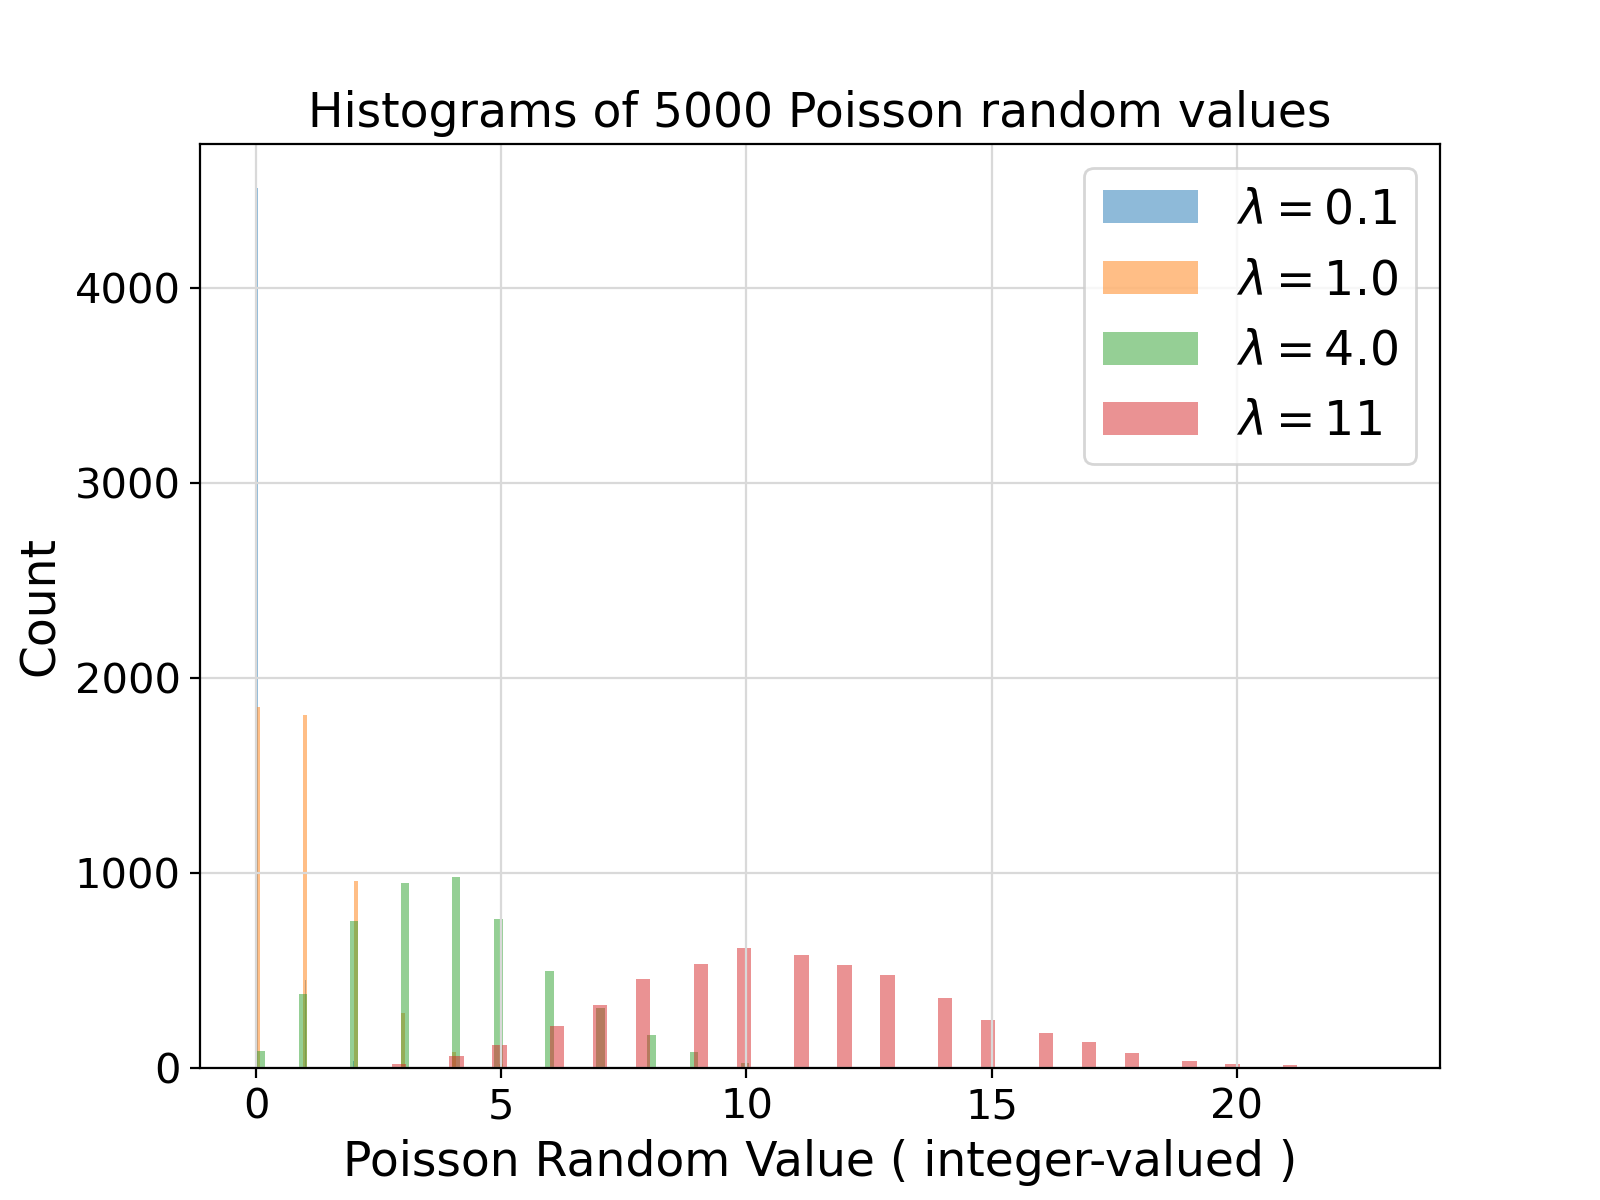 Histograms of 5000 Poisson random values
λ = 0.1
λ = 1.0
λ = 4.0
λ = 11
4000
3000
2000
1000
0
Count
0 5 10 15 20
Poisson Random Value ( integer-valued )